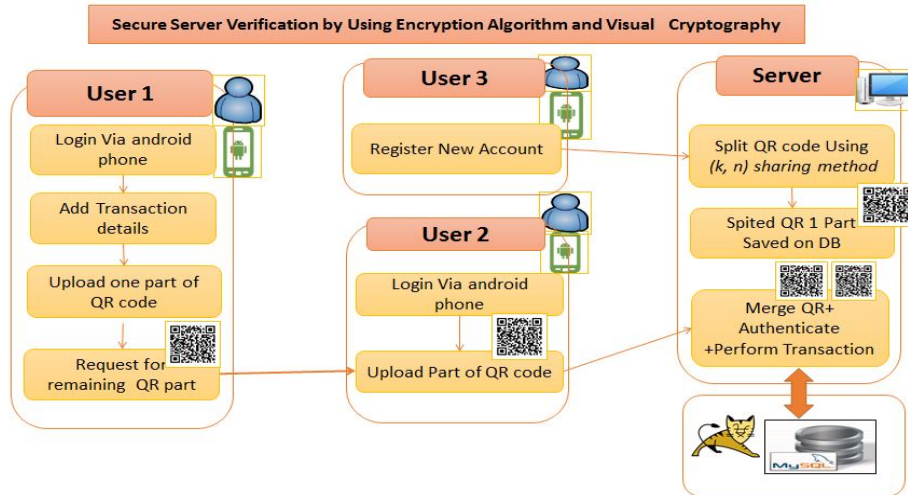 Secure Server Verification by Using Encryption Algorithm and Visual Cryptography
User 1
Login Via android
phone
Add Transaction
details
Upload one part of
QR code
Request for
remaining QR part
User 3
Register New Account
User 2
Login Via android
phone
Upload Part of QR code
Server
Split QR code Using
(k, n) sharing method
Spited QR 1 Part
Saved on DB
Merge QR+
Authenticate
+Perform Transaction
MySQL